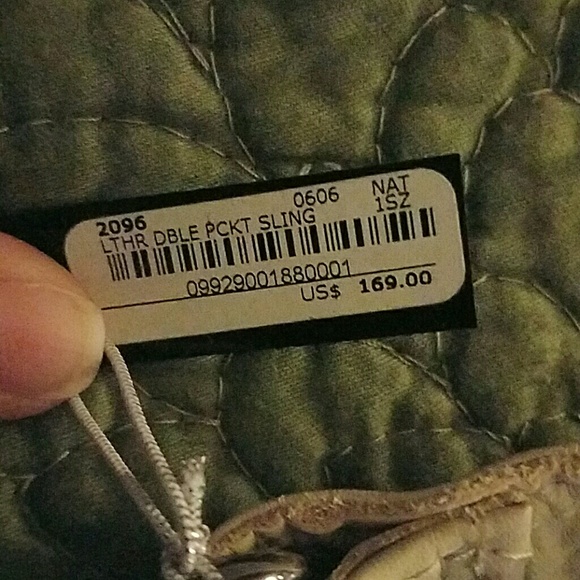 2096 0606 NAT
LTHR DBLE PCKT SLING 1SZ
09929001880001
US$ 169.00